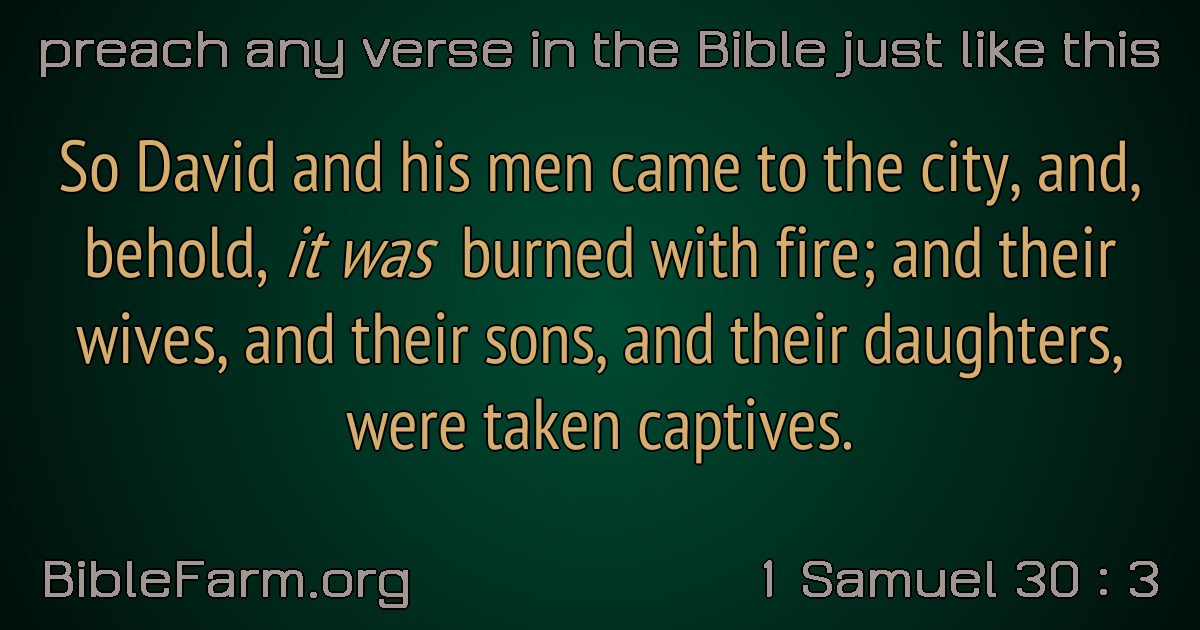 preach any verse in the Bible just like this
So David and his men came to the city, and,
behold, it was burned with fire; and their
wives, and their sons, and their daughters,
were taken captives.
BibleFarm.org
1 Samuel 30 : 3